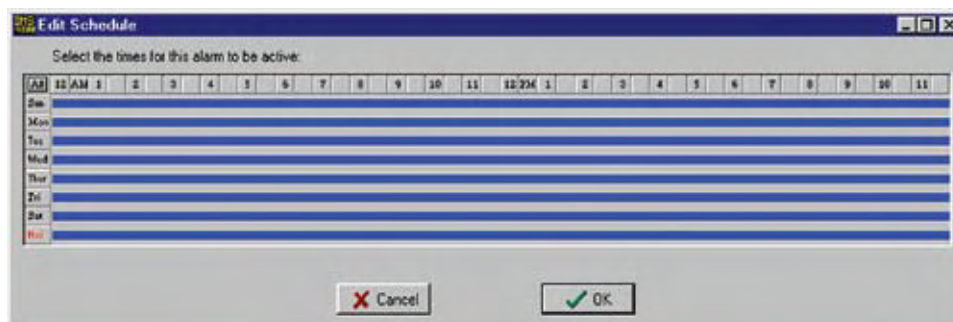 Edit Schedule
Select the times for this alarm to be active:
All 12 AM 1 2 3 4 5 6 7 8 9 10 11 12 PM 1 2 3 4 5 6 7 8 9 10 11
Sun
Mon
Tue
Wed
Thur
Fri
Sat
Hol
Cancel OK